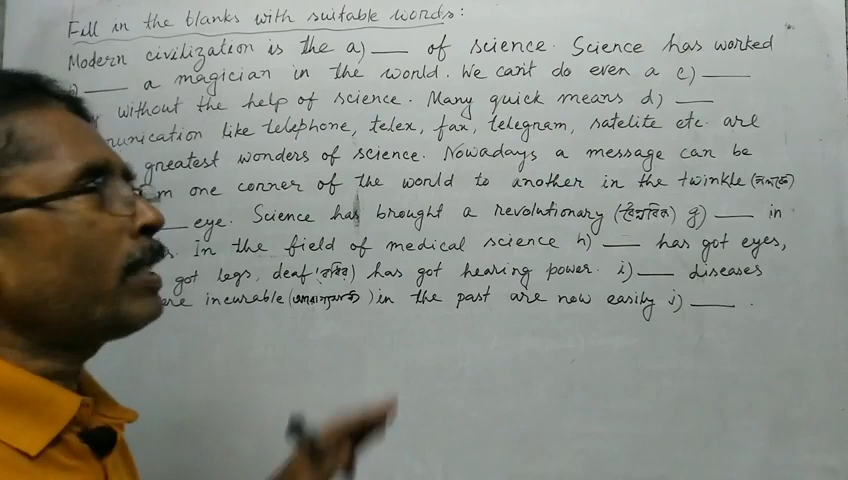 Fill in the blanks with suitable words:
Modern civilization is the a) ___ of science. Science has worked
) ___ a magician in the world. We can't do even a c) ___
without the help of science. Many quick means d) ___
munication like telephone, telex, fax, telegram, satelite etc. are
greatest wonders of science. Nowadays a message can be
m one corner of the world to another in the twinkle
___ eye. Science has brought a revolutionary (বৈপ্লবিক) g) ___ in
s. In the field of medical science h) ___ has got eyes,
got legs, deaf (বধির) has got hearing power. i) ___ diseases
ere incurable in the past are now easily j) ___.